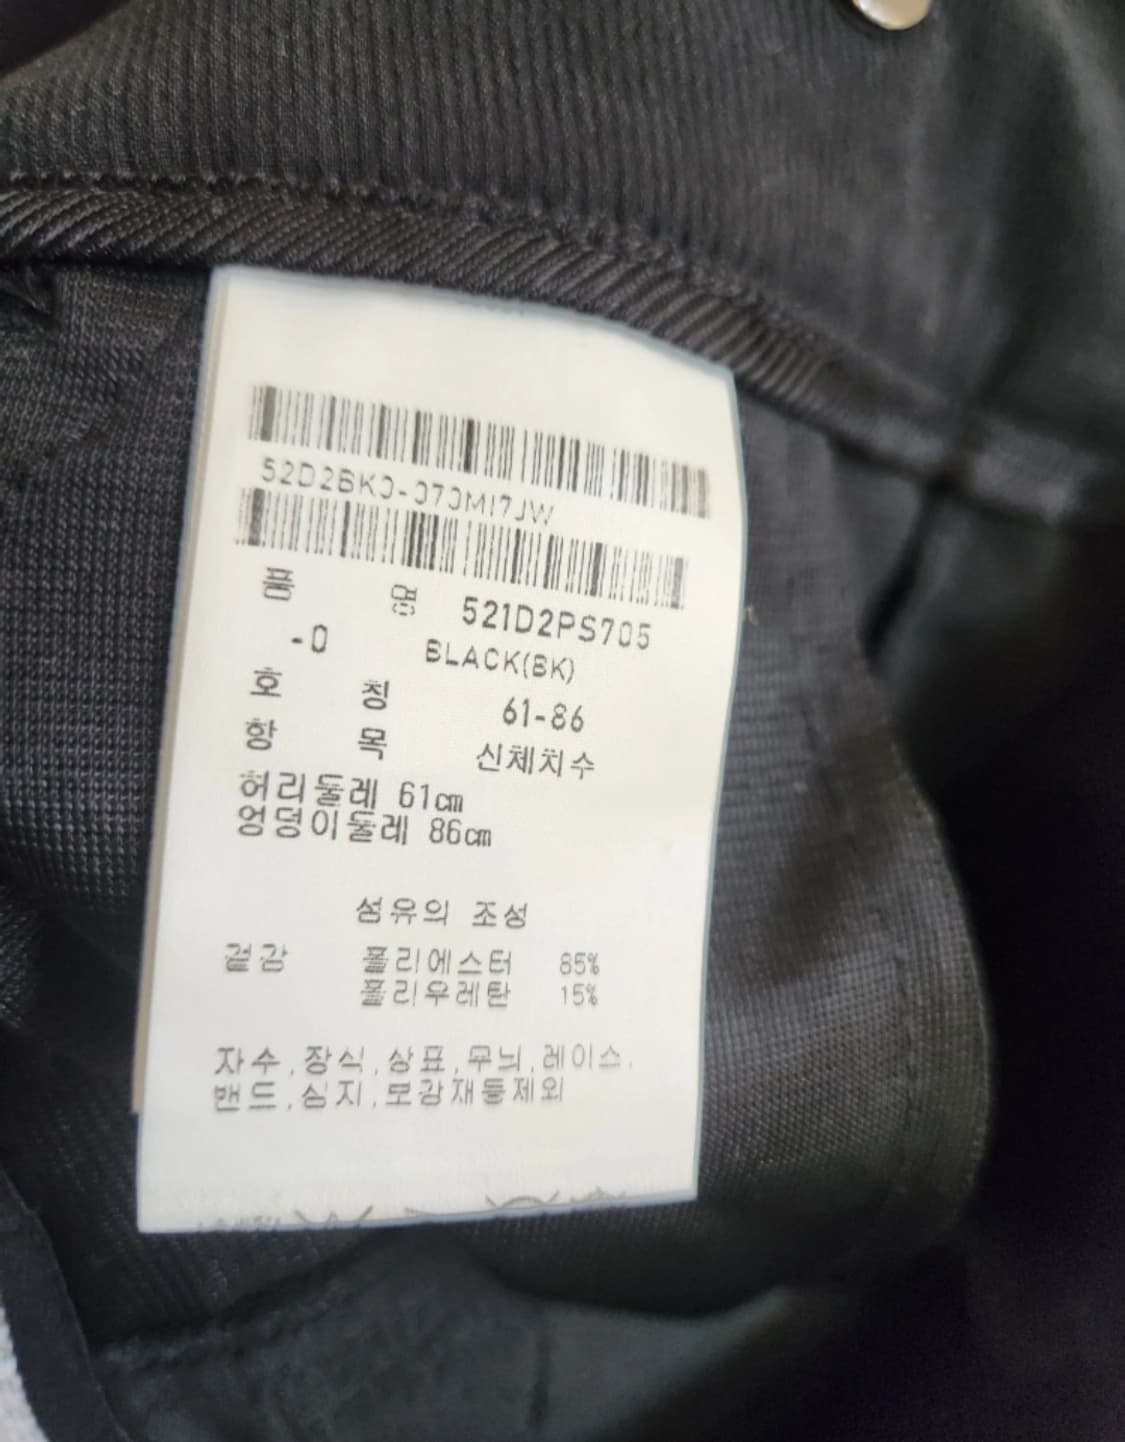 52D2BK0-070MI7JW
품 명 521D2PS705
-0 BLACK(BK)
호 칭 61-86
항 목 신체치수
허리둘레 61㎝
엉덩이둘레 86㎝
섬유의 조성
겉감 폴리에스터 85%
폴리우레탄 15%
자수,장식,상표,무늬,레이스,
밴드,심지,보강재등제외